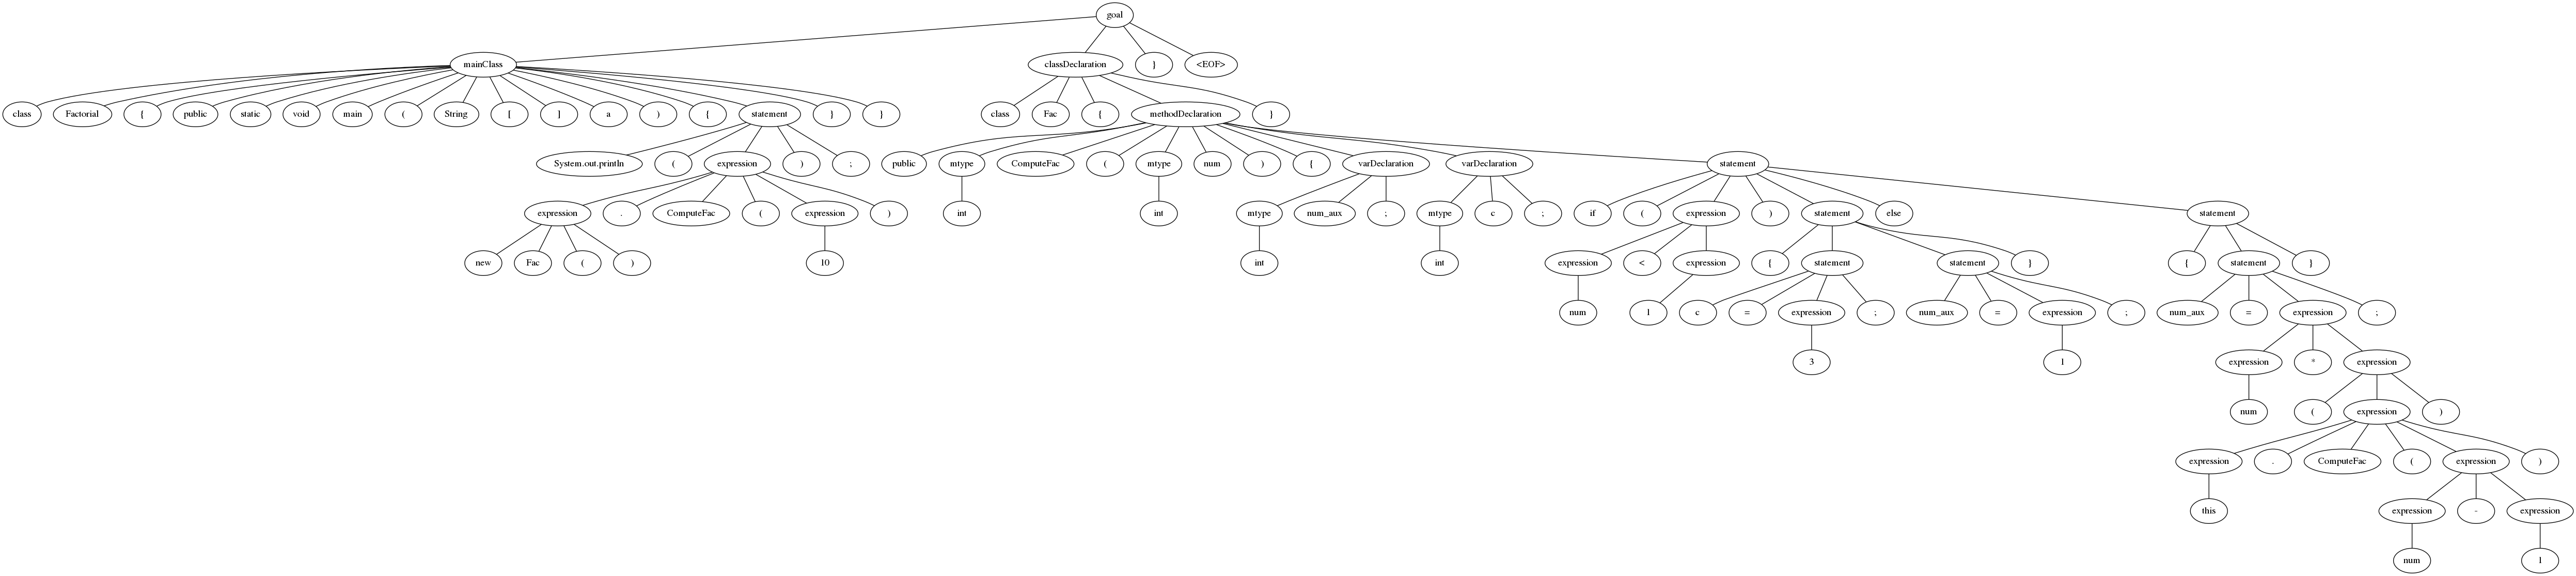 goal
mainClass classDeclaration } <EOF>
class Factorial { public static void main ( String [ ] a ) { statement } } class Fac { methodDeclaration }
System.out.println ( expression ) ; public mtype ComputeFac ( mtype num ) { varDeclaration varDeclaration statement
expression . ComputeFac ( expression ) int int mtype num_aux ; mtype c ; if ( expression ) statement else statement
new Fac ( ) 10 int int expression < expression { statement statement } { statement }
num 1 c = expression ; num_aux = expression ; num_aux = expression ;
3 1 expression * expression
num ( expression )
expression . ComputeFac ( expression )
this expression - expression
num 1